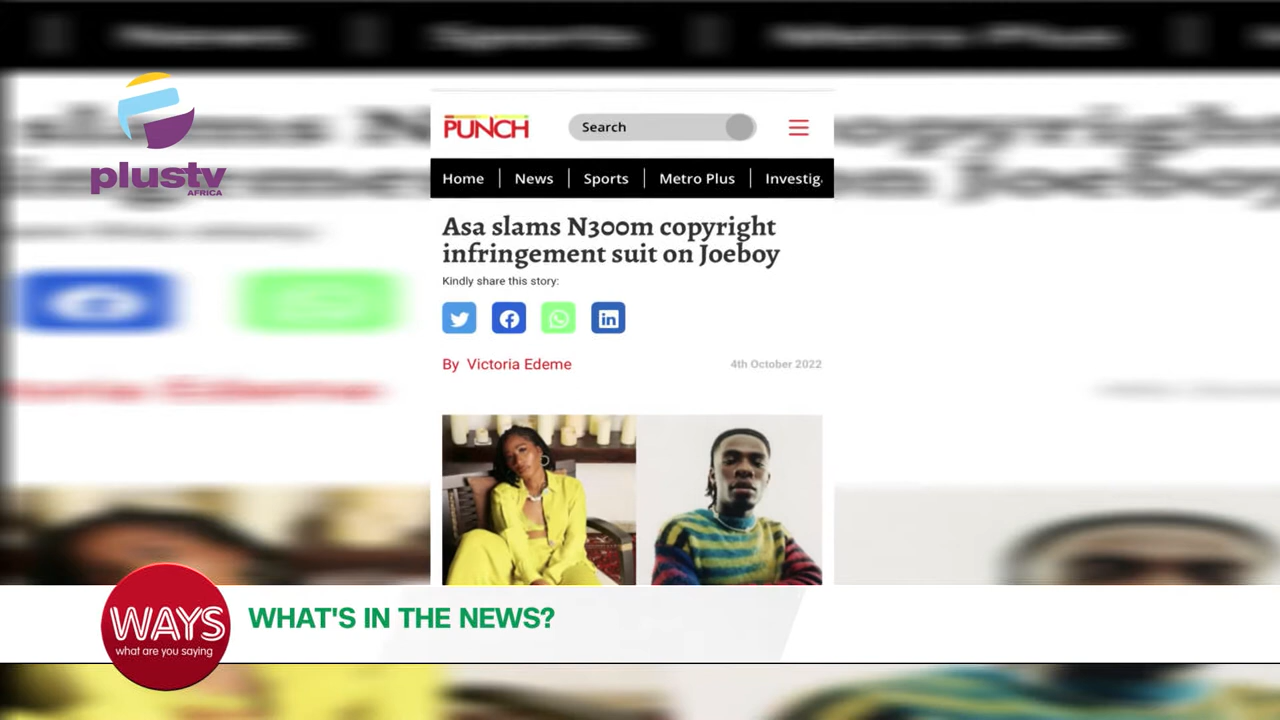 plustv
AFRICA
PUNCH
Search
Home News Sports Metro Plus Investig.
Asa slams N300m copyright
infringement suit on Joeboy
Kindly share this story:
By Victoria Edeme
4th October 2022
WAYS
what are you saying
WHAT'S IN THE NEWS?